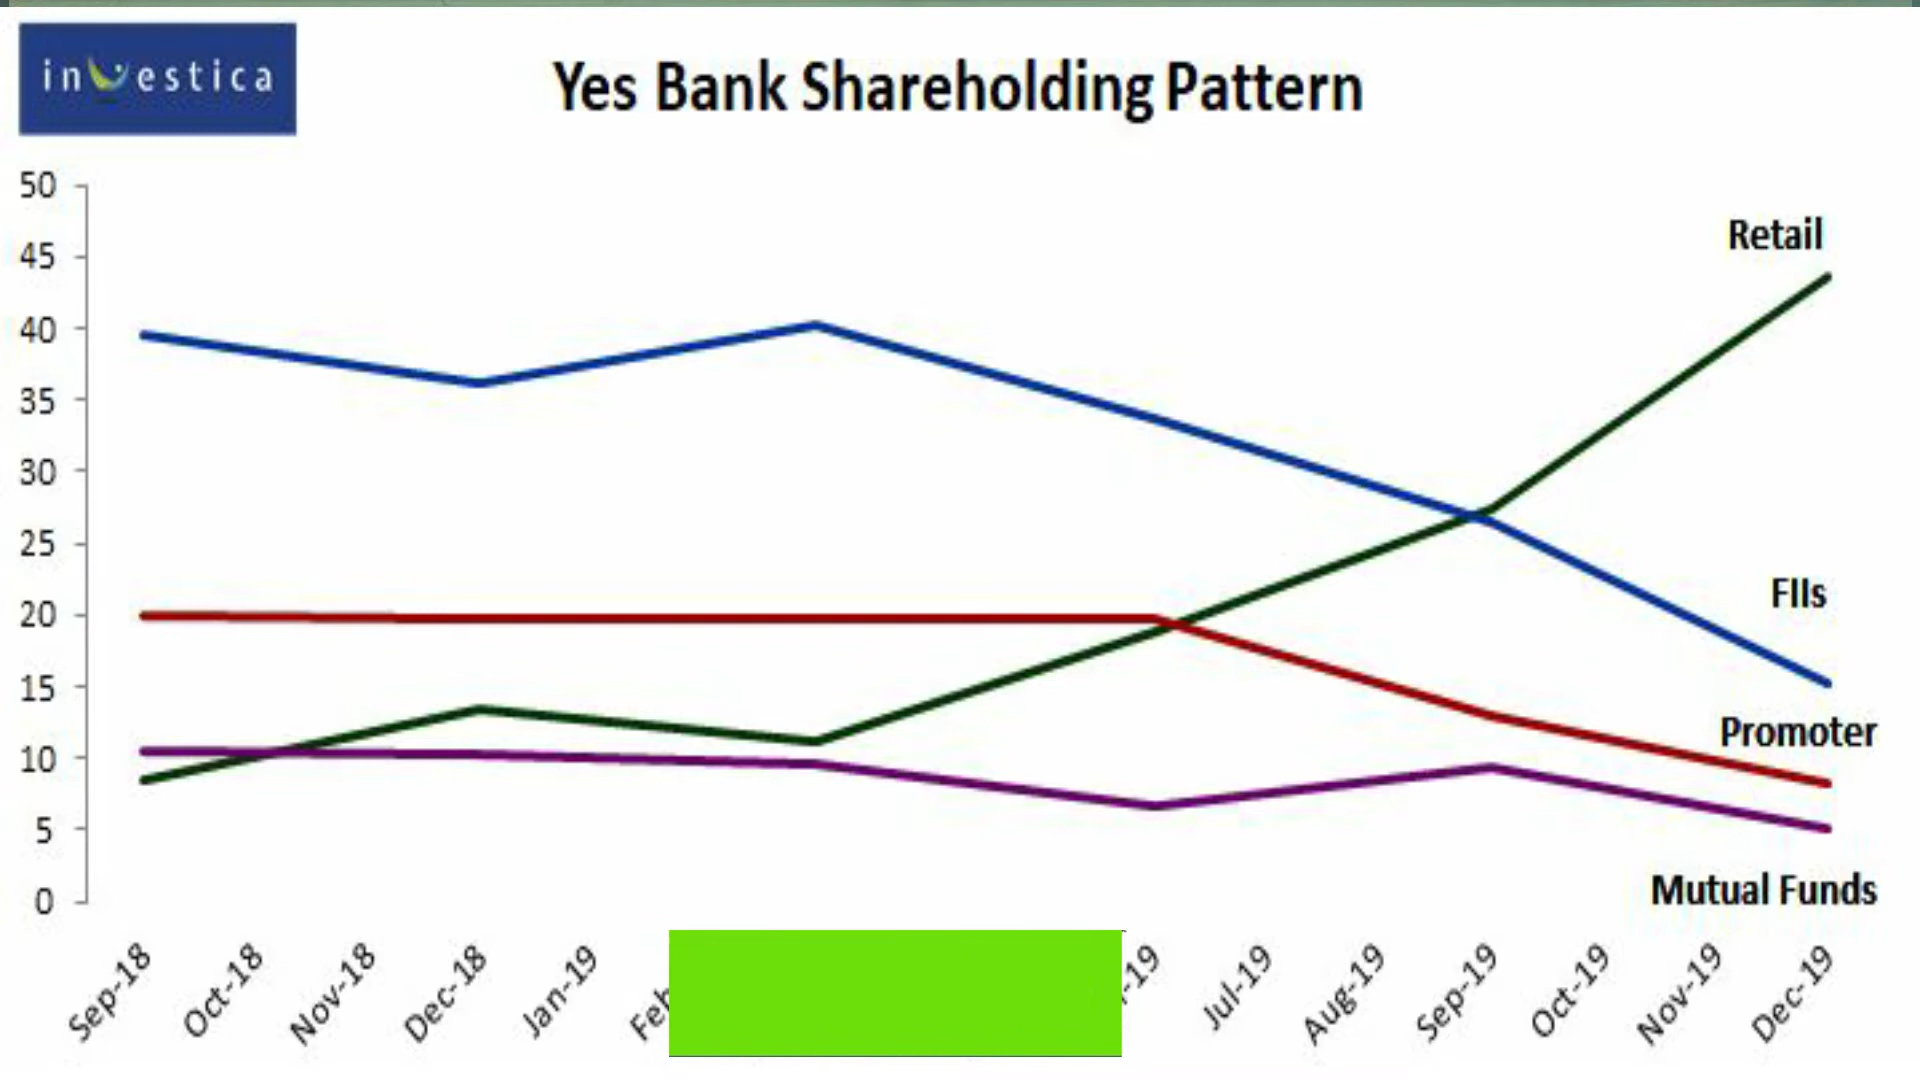 investica
Yes Bank Shareholding Pattern
50
45
40
35
30
25
20
15
10
5
0
Retail
FIIs
Promoter
Mutual Funds
Sep-18
Oct-18
Nov-18
Dec-18
Jan-19
Jul-19
Aug-19
Sep-19
Oct-19
Nov-19
Dec-19